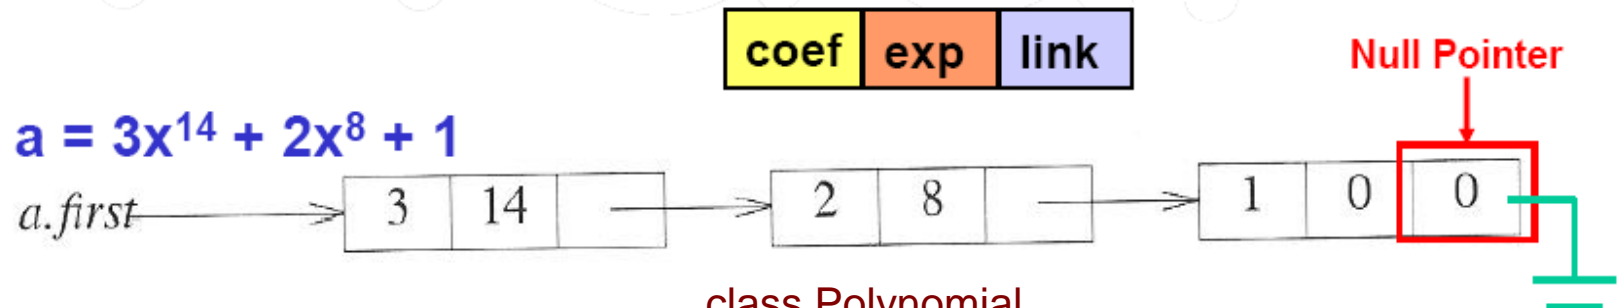 coef exp link
Null Pointer
a = 3x¹⁴ + 2x⁸ + 1
a.first 3 14 2 8 1 0 0
class Polynomial